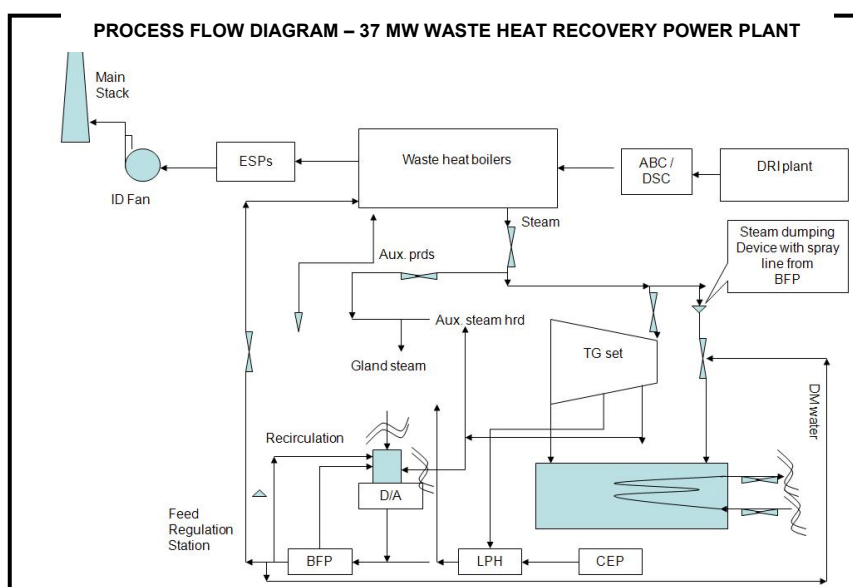 PROCESS FLOW DIAGRAM – 37 MW WASTE HEAT RECOVERY POWER PLANT
Main
Stack
ID Fan
ESPs
Waste heat boilers
ABC /
DSC
DRI plant
Steam
Steam dumping
Device with spray
line from
BFP
Aux. prds
Aux. steam hrd
Gland steam
TG set
DM water
Recirculation
D/A
Feed
Regulation
Station
BFP
LPH
CEP